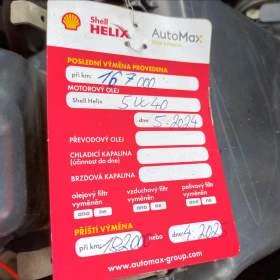 Shell
HELIX
AutoMax
POSLEDNÍ VÝMĚNA PROVEDENA
při km: 167000
MOTOROVÝ OLEJ
Shell Helix 5W40
dne 5.2024
PŘEVODOVÝ OLEJ
CHLADICÍ KAPALINA
(účinnost do dne)
BRZDOVÁ KAPALINA
olejový filtr vzduchový filtr palivový filtr
vyměněn vyměněn vyměněn
ano ne ano ne ano ne
PŘÍŠTÍ VÝMĚNA
při km: nebo dne 4.2025
www.automax-group.com